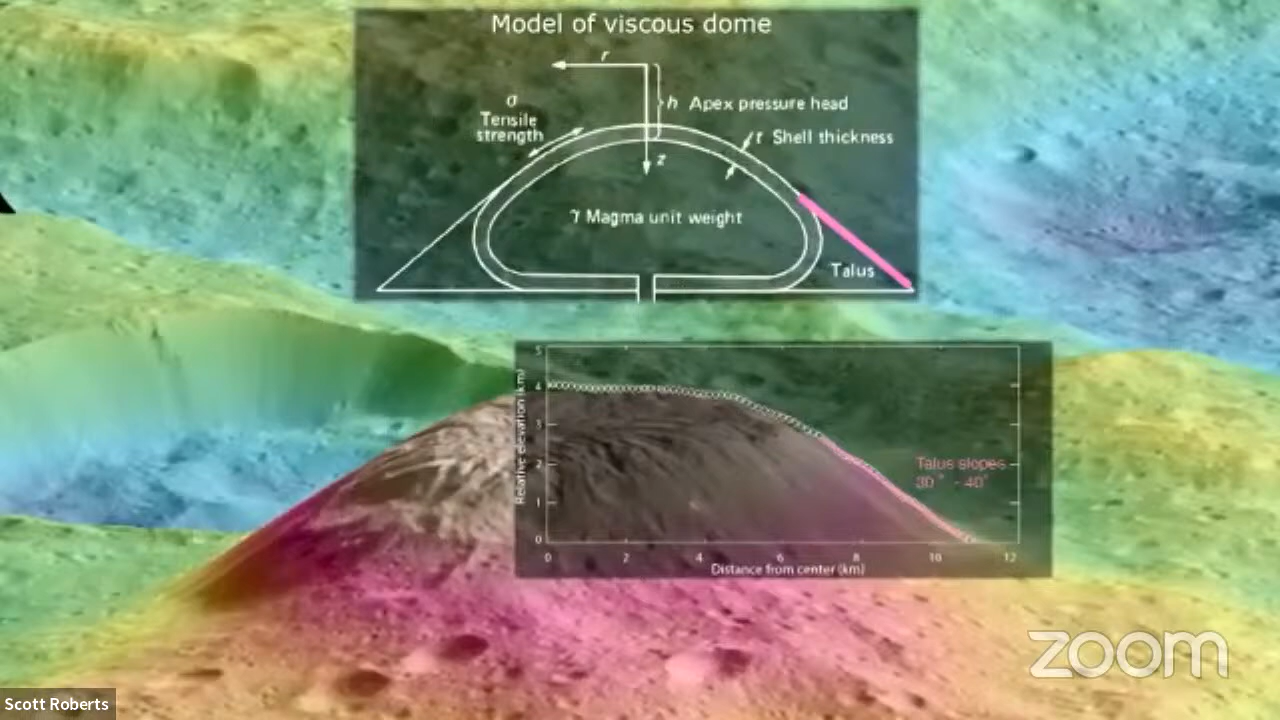 Model of viscous dome
r
σ
Tensile
strength
h Apex pressure head
t Shell thickness
z
γ Magma unit weight
Talus
5
4
3
2
1
0
Relative elevation (km)
Talus slopes
30° - 40°
0 2 4 6 8 10 12
Distance from center (km)
zoom
Scott Roberts